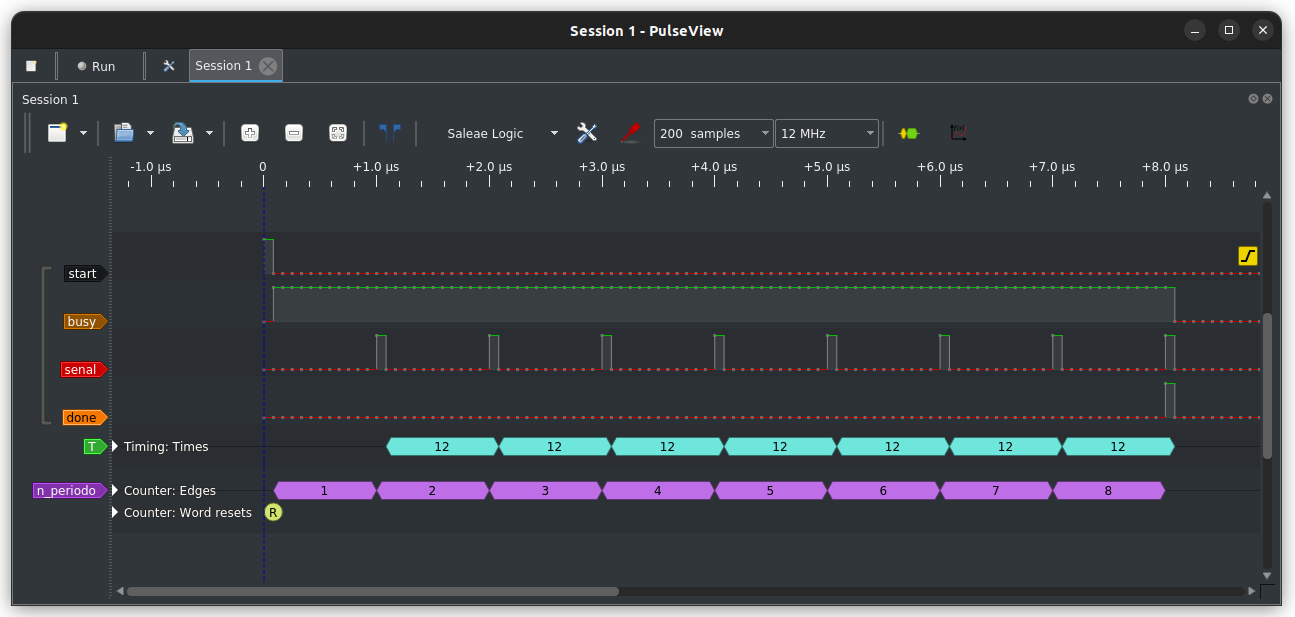 Session 1 - PulseView
Run
Session 1
Session 1
Saleae Logic
200 samples
12 MHz
-1.0 µs 0 +1.0 µs +2.0 µs +3.0 µs +4.0 µs +5.0 µs +6.0 µs +7.0 µs +8.0 µs
start
busy
senal
done
T Timing: Times 12 12 12 12 12 12 12
n_periodo Counter: Edges 1 2 3 4 5 6 7 8
Counter: Word resets R